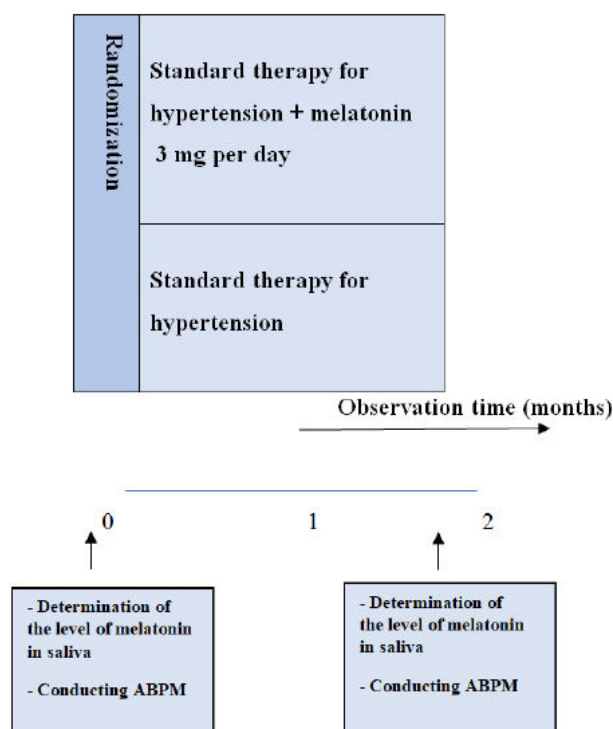 Randomization
Standard therapy for
hypertension + melatonin
3 mg per day
Standard therapy for
hypertension
Observation time (months)
0 1 2
- Determination of
the level of melatonin
in saliva
- Conducting ABPM
- Determination of
the level of melatonin
in saliva
- Conducting ABPM